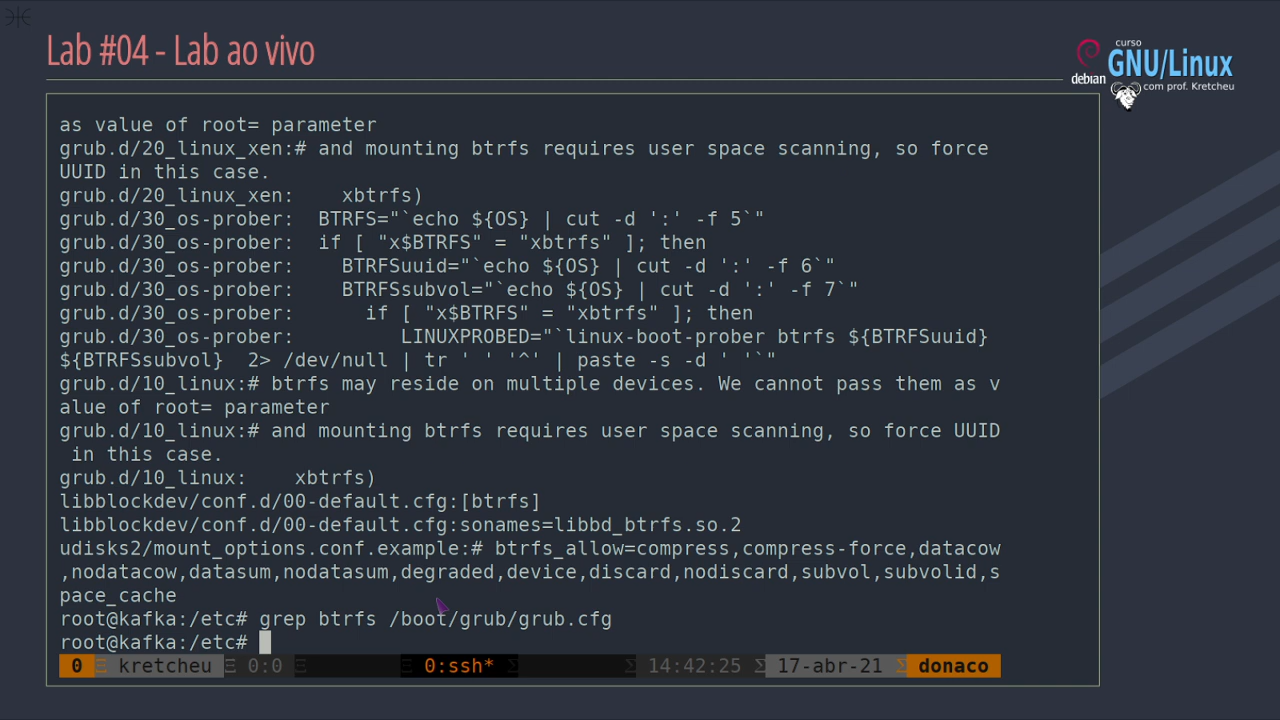 Lab #04 - Lab ao vivo
curso
GNU/Linux
debian
com prof. Kretcheu
as value of root= parameter
grub.d/20_linux_xen:# and mounting btrfs requires user space scanning, so force
UUID in this case.
grub.d/20_linux_xen:    xbtrfs)
grub.d/30_os-prober:  BTRFS="`echo ${OS} | cut -d ':' -f 5`"
grub.d/30_os-prober:  if [ "x$BTRFS" = "xbtrfs" ]; then
grub.d/30_os-prober:    BTRFSuuid="`echo ${OS} | cut -d ':' -f 6`"
grub.d/30_os-prober:    BTRFSsubvol="`echo ${OS} | cut -d ':' -f 7`"
grub.d/30_os-prober:      if [ "x$BTRFS" = "xbtrfs" ]; then
grub.d/30_os-prober:         LINUXPROBED="`linux-boot-prober btrfs ${BTRFSuuid}
${BTRFSsubvol}  2> /dev/null | tr ' ' '^' | paste -s -d ' '`"
grub.d/10_linux:# btrfs may reside on multiple devices. We cannot pass them as v
alue of root= parameter
grub.d/10_linux:# and mounting btrfs requires user space scanning, so force UUID
 in this case.
grub.d/10_linux:    xbtrfs)
libblockdev/conf.d/00-default.cfg:[btrfs]
libblockdev/conf.d/00-default.cfg:sonames=libbd_btrfs.so.2
udisks2/mount_options.conf.example:# btrfs_allow=compress,compress-force,datacow
,nodatacow,datasum,nodatasum,degraded,device,discard,nodiscard,subvol,subvolid,s
pace_cache
root@kafka:/etc# grep btrfs /boot/grub/grub.cfg
root@kafka:/etc#
0 Ξ kretcheu Ξ 0:0 Ξ Σ 0:ssh* Σ Σ 14:42:25 Σ 17-abr-21 Σ donaco